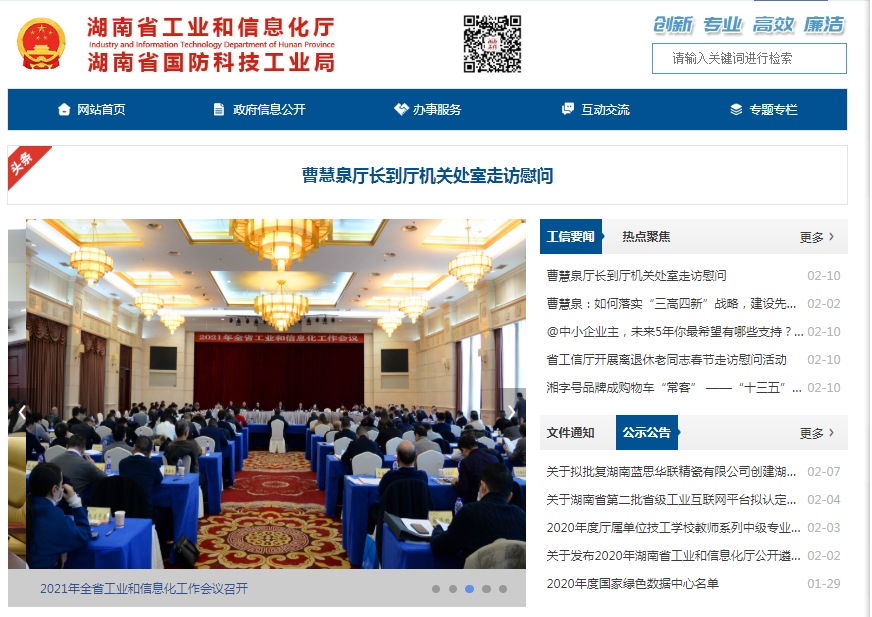 湖南省工业和信息化厅
Industry and Information Technology Department of Hunan Province
湖南省国防科技工业局
创新 专业 高效 廉洁
请输入关键词进行检索
网站首页 政府信息公开 办事服务 互动交流 专题专栏
头条
曹慧泉厅长到厅机关处室走访慰问
2021年全省工业和信息化工作会议
2021年全省工业和信息化工作会议召开
工信要闻 热点聚焦 更多
曹慧泉厅长到厅机关处室走访慰问 02-10
曹慧泉：如何落实“三高四新”战略，建设先... 02-02
@中小企业主，未来5年你最希望有哪些支持？... 02-10
省工信厅开展离退休老同志春节走访慰问活动 02-10
湘字号品牌成购物车“常客” ——“十三五”... 02-10
文件通知 公示公告 更多
关于拟批复湖南蓝思华联精瓷有限公司创建湖... 02-07
关于湖南省第二批省级工业互联网平台拟认定... 02-04
2020年度厅属单位技工学校教师系列中级专业... 02-03
关于发布2020年湖南省工业和信息化厅公开遴... 02-02
2020年度国家绿色数据中心名单 01-29